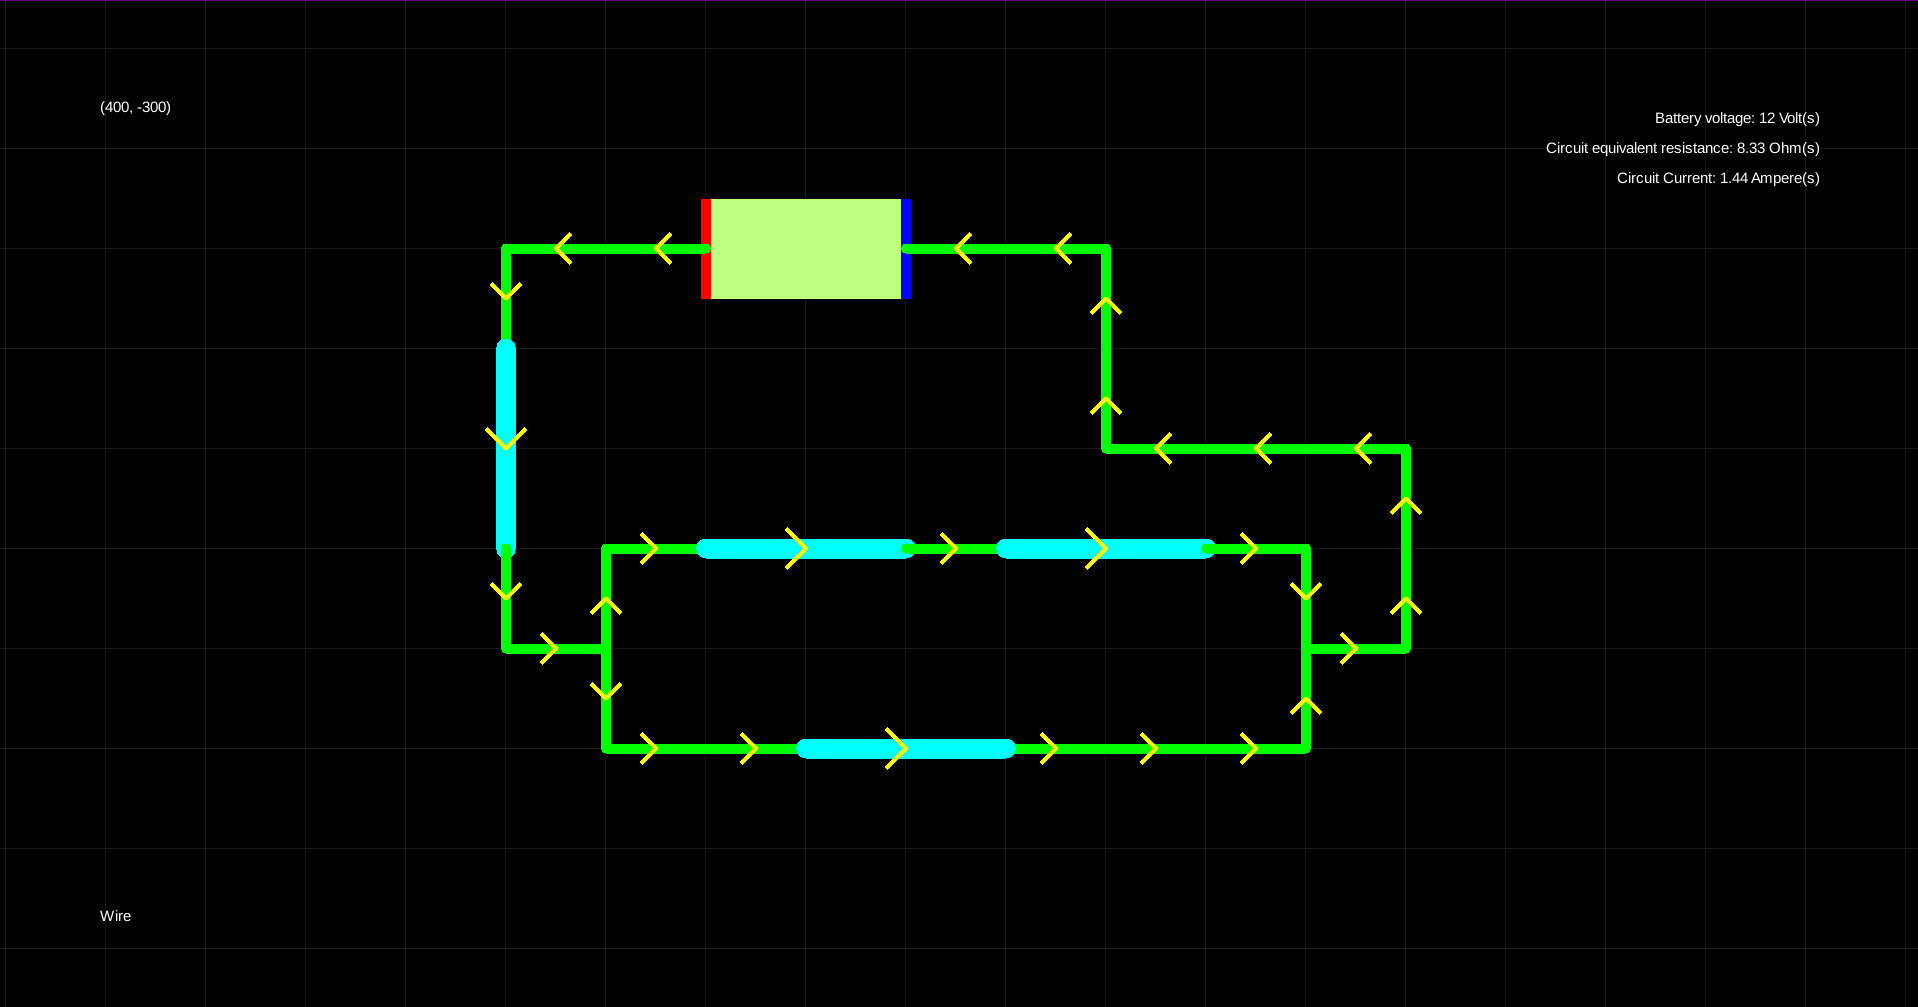 (400, -300)
Battery voltage: 12 Volt(s)
Circuit equivalent resistance: 8.33 Ohm(s)
Circuit Current: 1.44 Ampere(s)
Wire